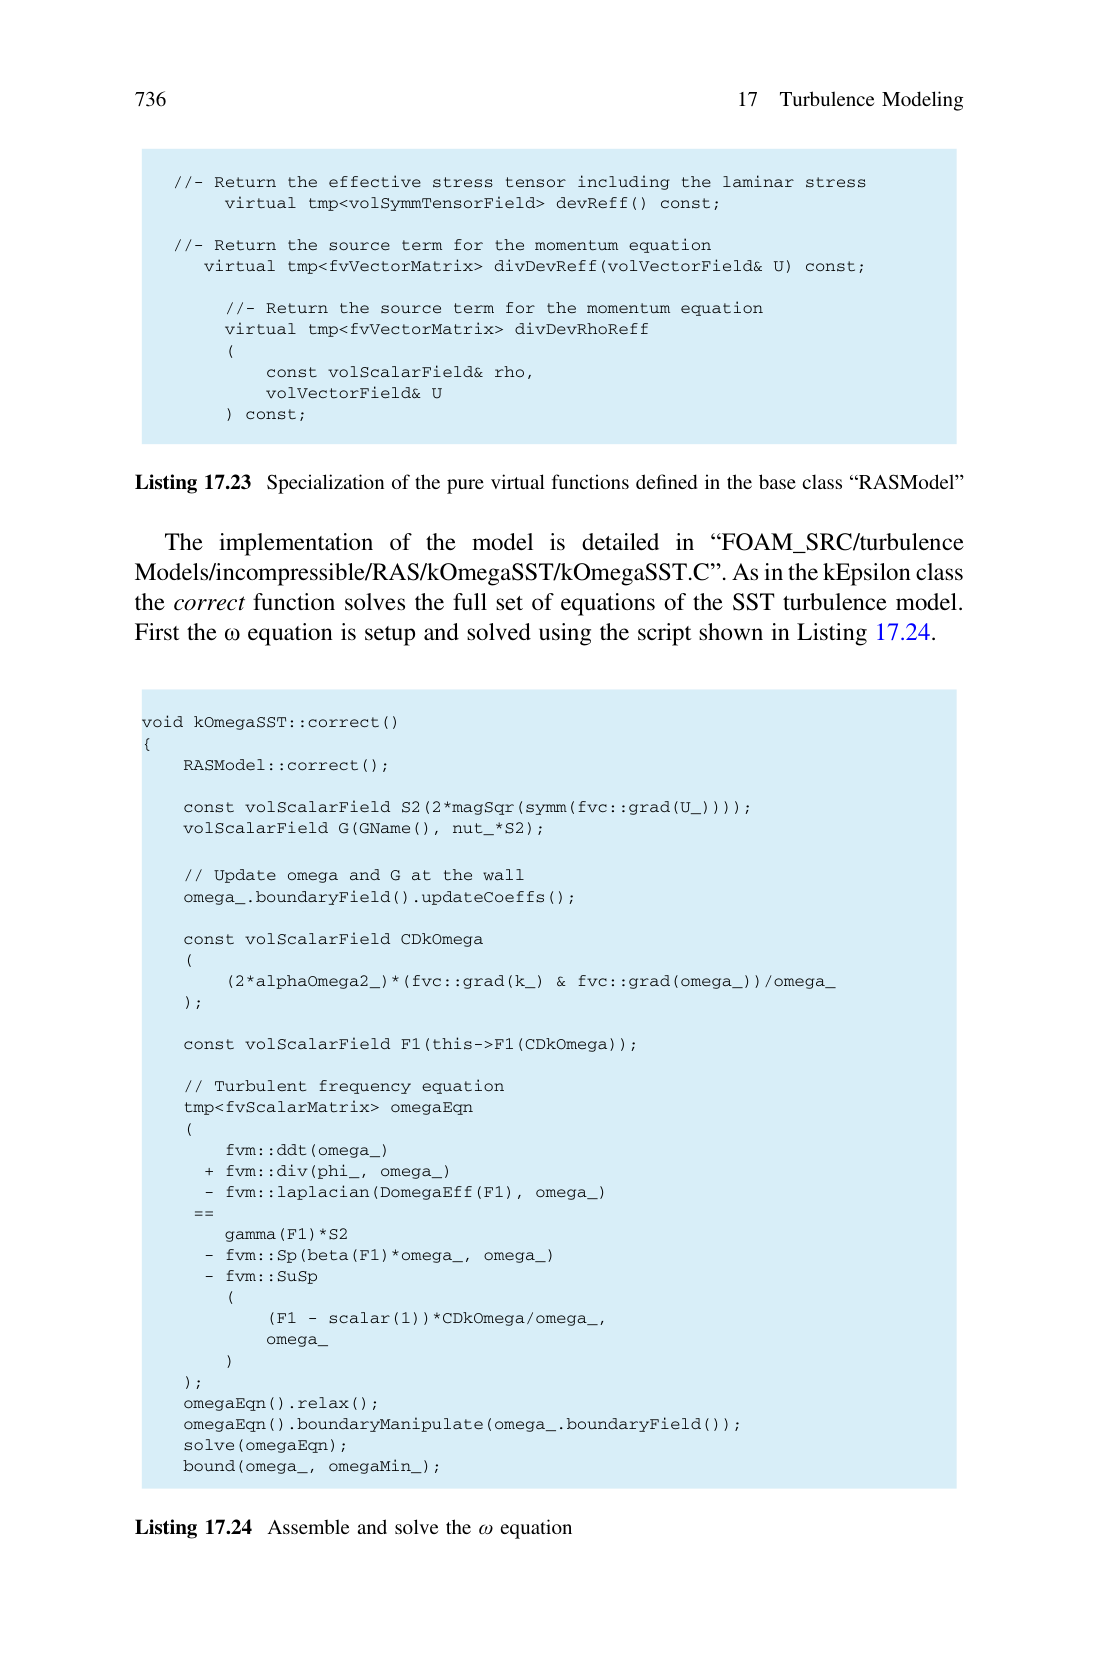 736
17 Turbulence Modeling
//- Return the effective stress tensor including the laminar stress
virtual tmp<volSymmTensorField> devReff() const;
//- Return the source term for the momentum equation
virtual tmp<fvVectorMatrix> divDevReff(volVectorField& U) const;
//- Return the source term for the momentum equation
virtual tmp<fvVectorMatrix> divDevRhoReff
(
const volScalarField& rho,
volVectorField& U
) const;
Listing 17.23 Specialization of the pure virtual functions defined in the base class “RASModel”
The implementation of the model is detailed in “FOAM_SRC/turbulence
Models/incompressible/RAS/kOmegaSST/kOmegaSST.C”. As in the kEpsilon class
the correct function solves the full set of equations of the SST turbulence model.
First the ω equation is setup and solved using the script shown in Listing 17.24.
void kOmegaSST::correct()
{
RASModel::correct();
const volScalarField S2(2*magSqr(symm(fvc::grad(U_))));
volScalarField G(GName(), nut_*S2);
// Update omega and G at the wall
omega_.boundaryField().updateCoeffs();
const volScalarField CDkOmega
(
(2*alphaOmega2_)*(fvc::grad(k_) & fvc::grad(omega_))/omega_
);
const volScalarField F1(this->F1(CDkOmega));
// Turbulent frequency equation
tmp<fvScalarMatrix> omegaEqn
(
fvm::ddt(omega_)
+ fvm::div(phi_, omega_)
- fvm::laplacian(DomegaEff(F1), omega_)
==
gamma(F1)*S2
- fvm::Sp(beta(F1)*omega_, omega_)
- fvm::SuSp
(
(F1 - scalar(1))*CDkOmega/omega_,
omega_
)
);
omegaEqn().relax();
omegaEqn().boundaryManipulate(omega_.boundaryField());
solve(omegaEqn);
bound(omega_, omegaMin_);
Listing 17.24 Assemble and solve the ω equation